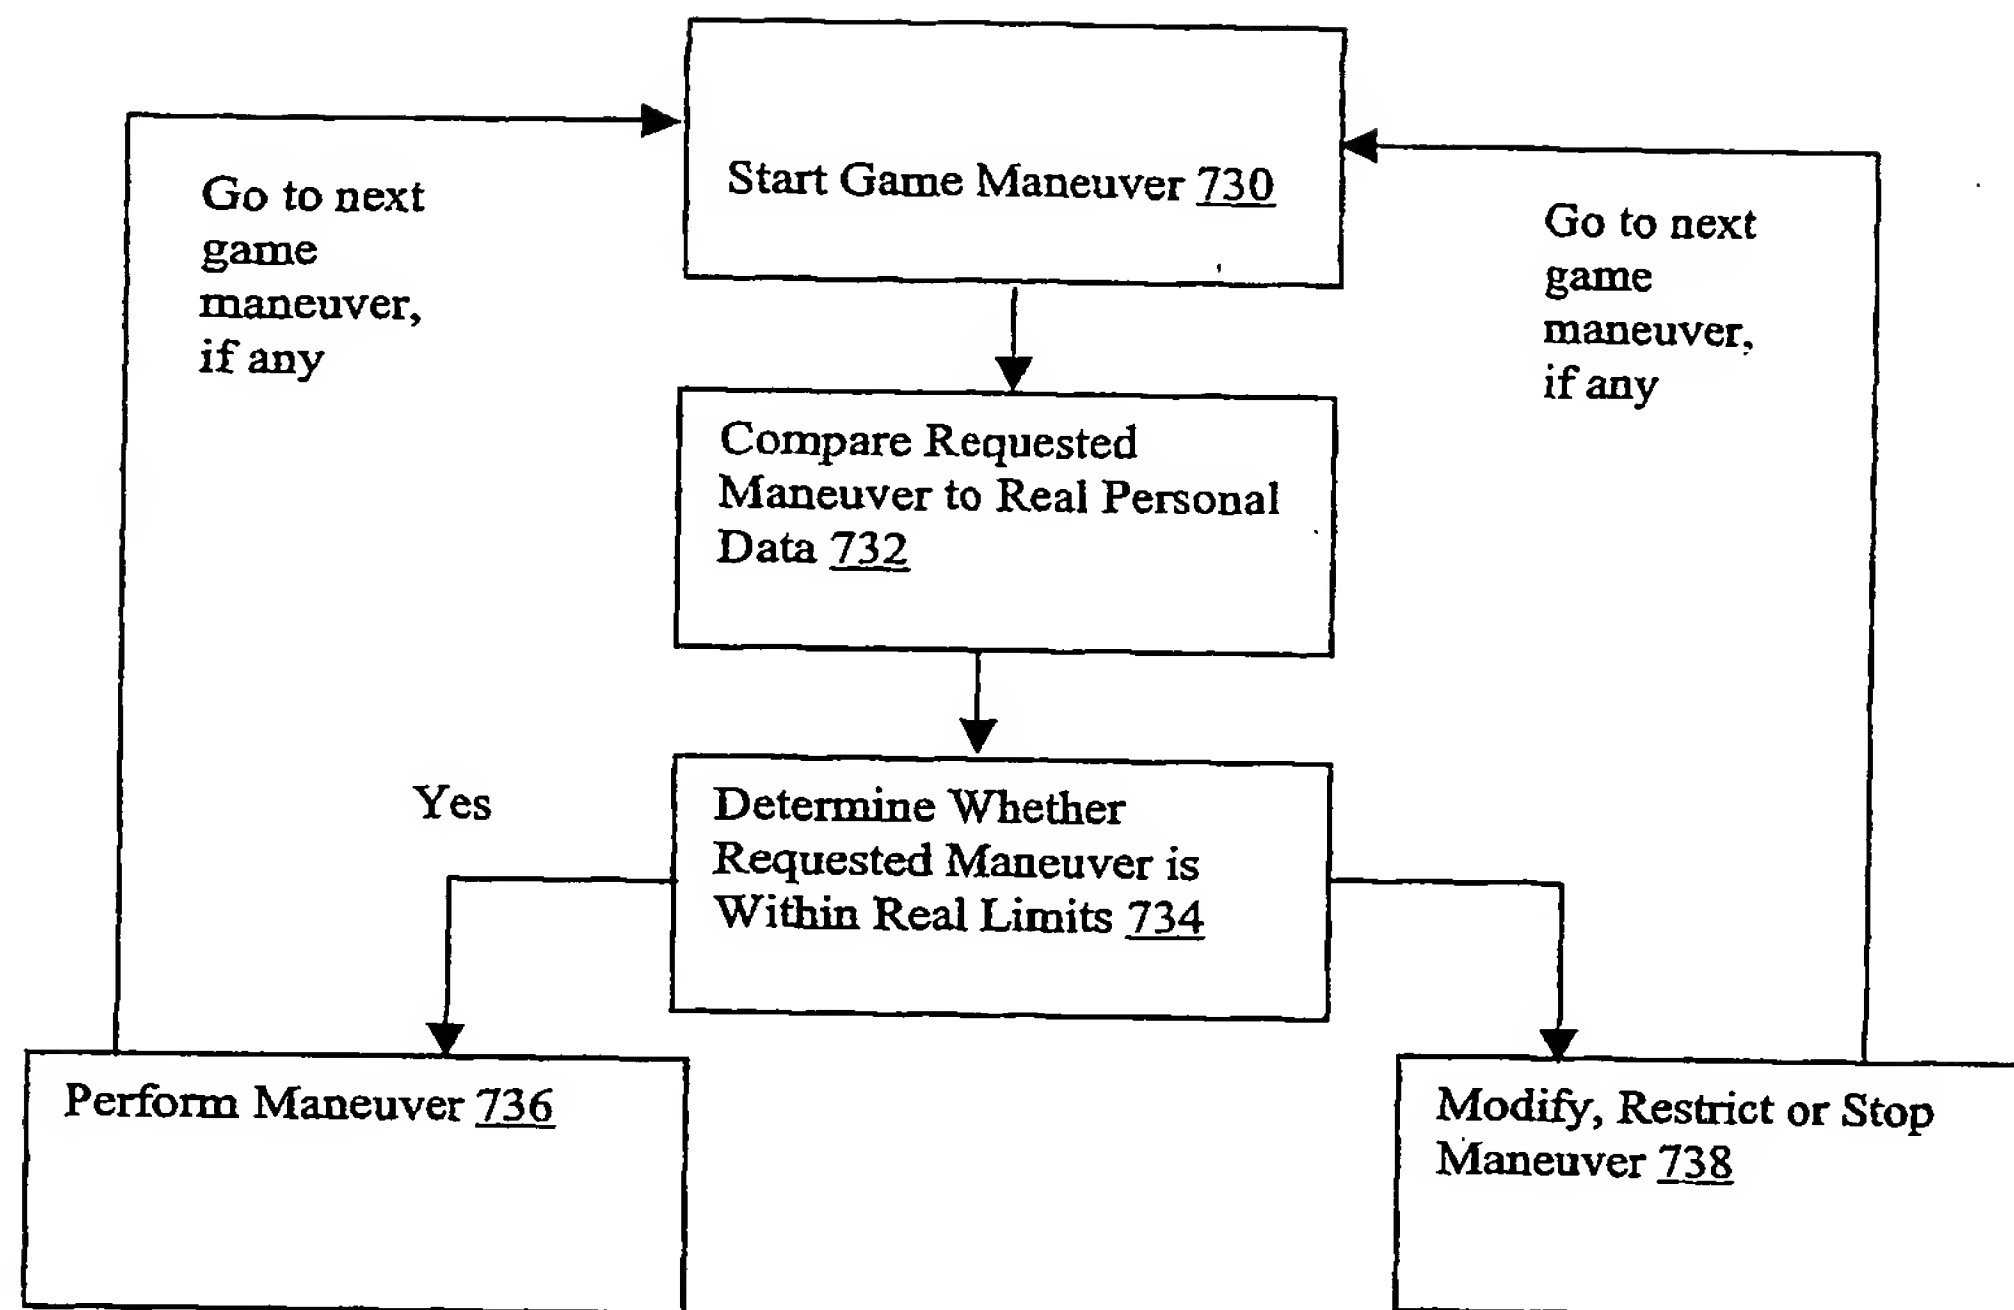 Start Game Maneuver 730
Go to next
game
maneuver,
if any
Go to next
game
maneuver,
if any
Compare Requested
Maneuver to Real Personal
Data 732
Yes
Determine Whether
Requested Maneuver is
Within Real Limits 734
Perform Maneuver 736
Modify, Restrict or Stop
Maneuver 738